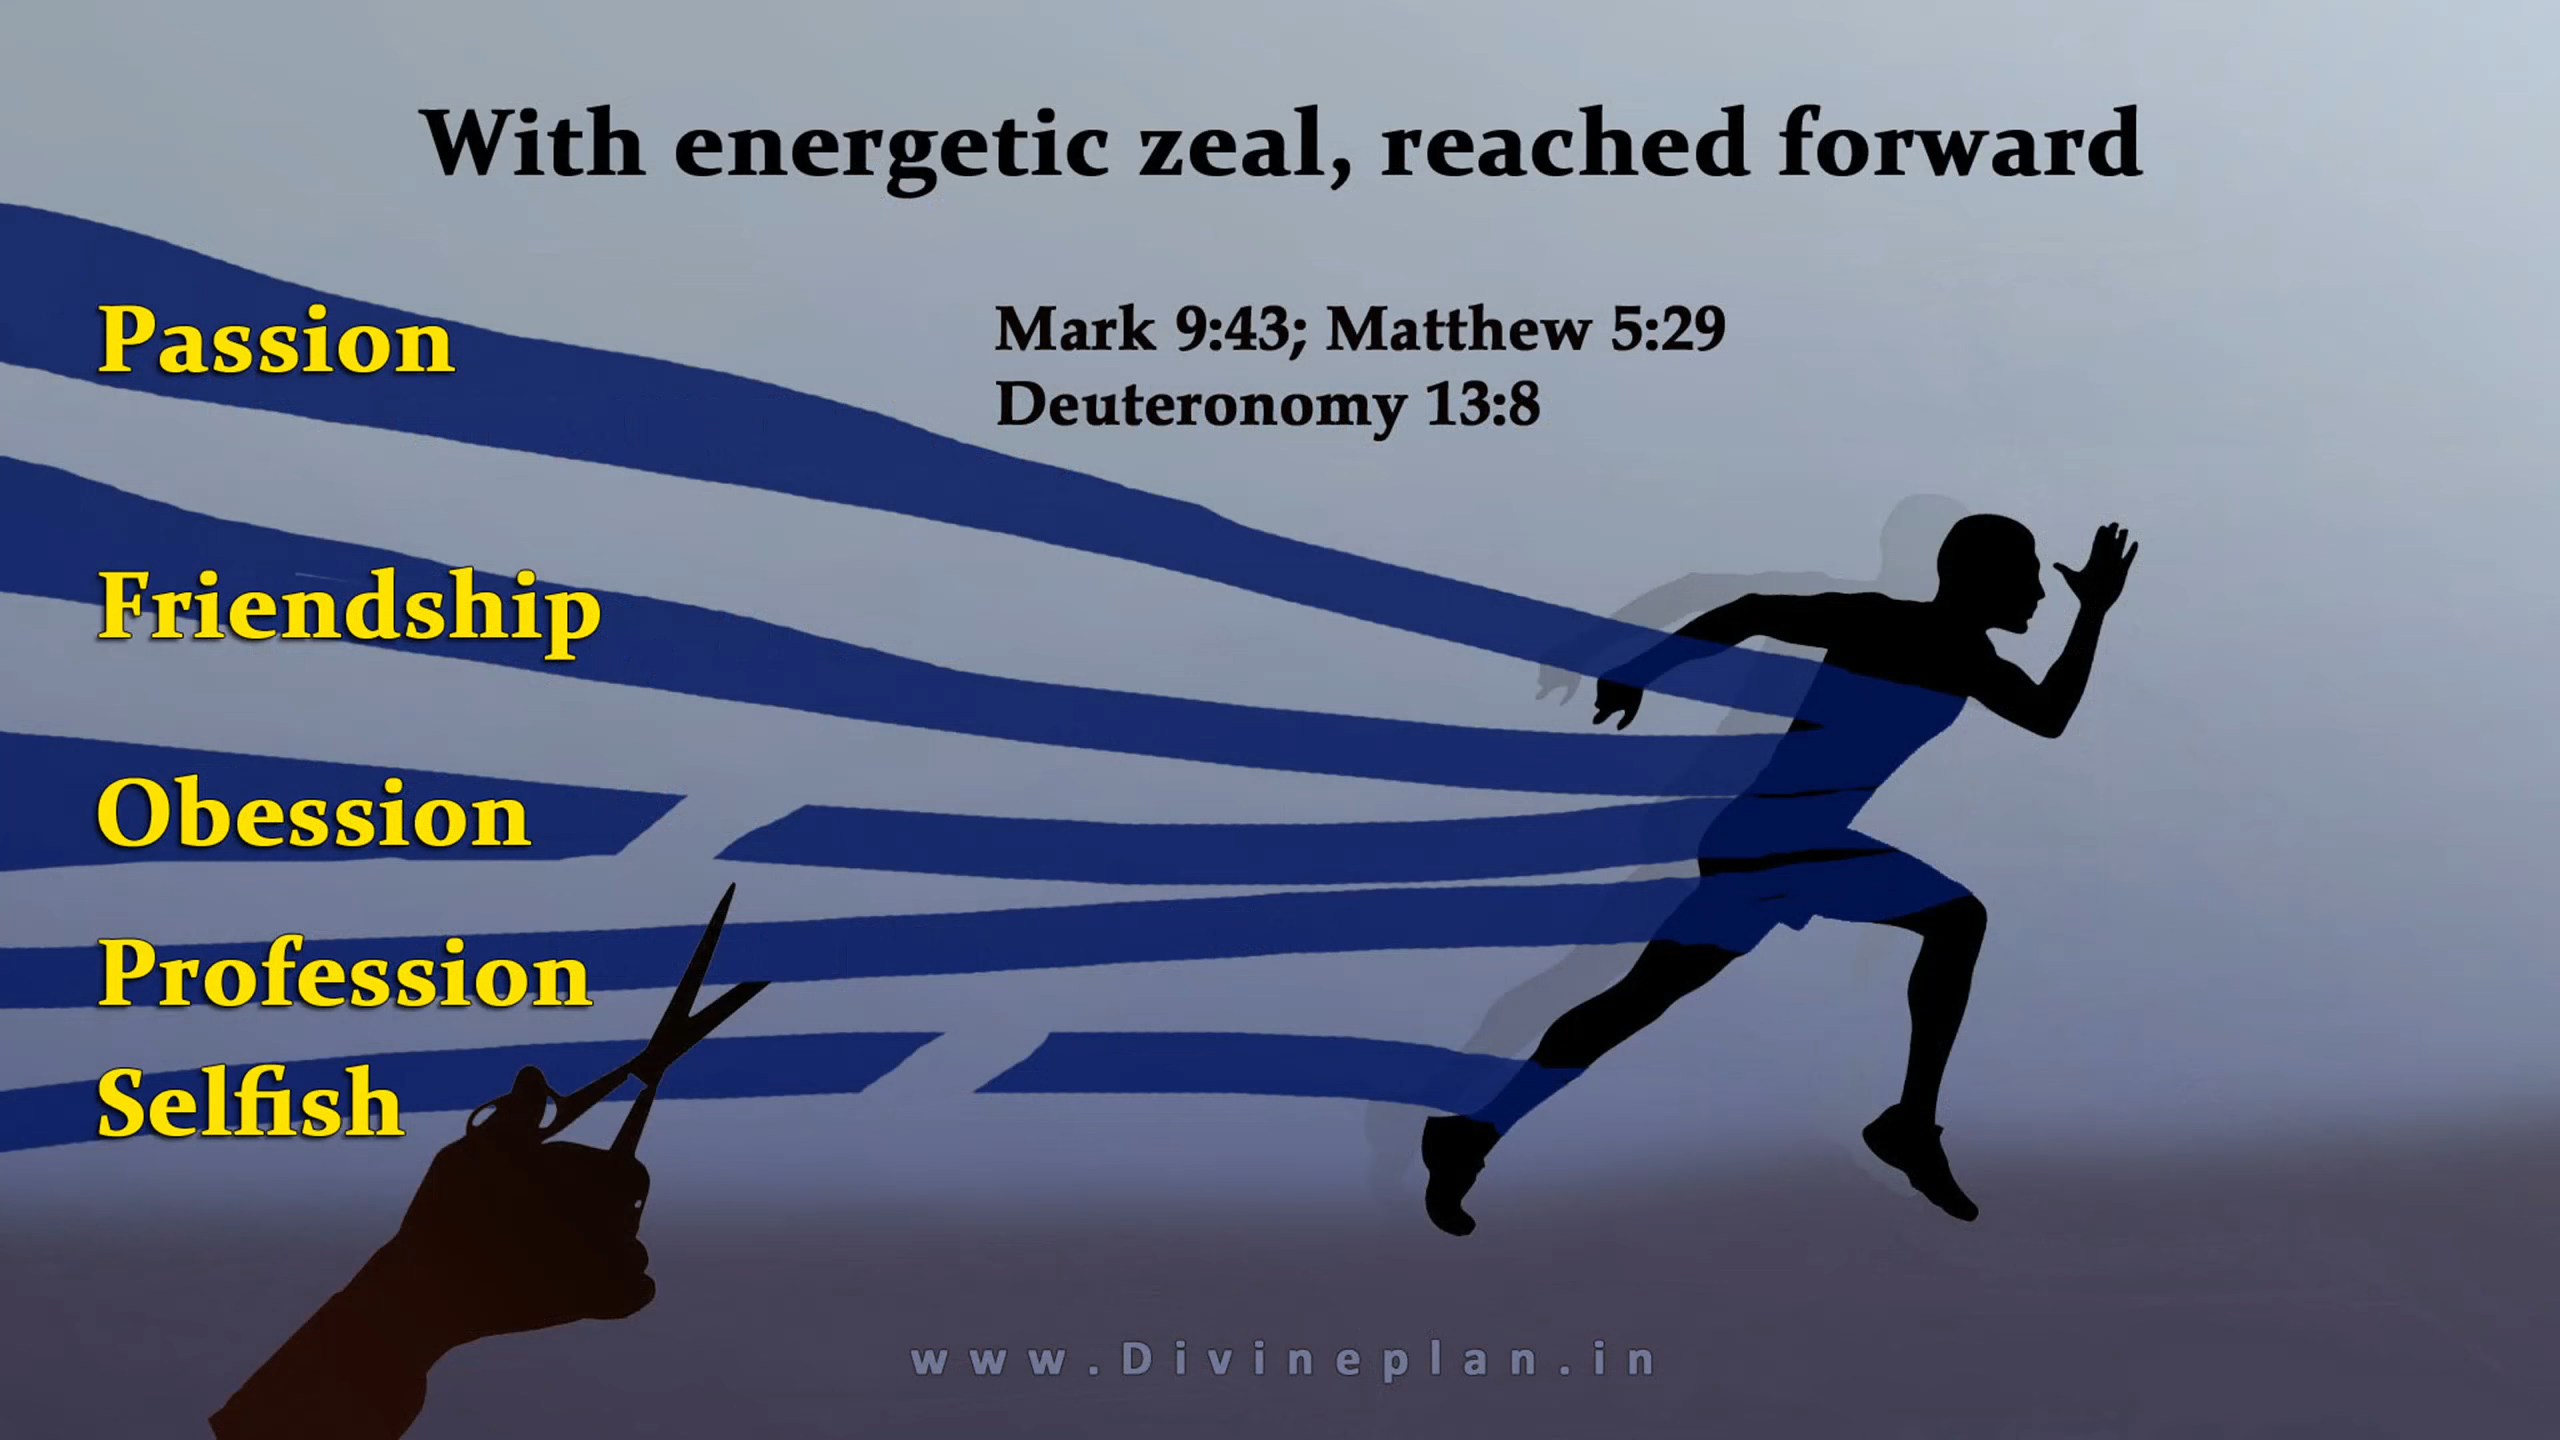 With energetic zeal, reached forward
Passion
Mark 9:43; Matthew 5:29
Deuteronomy 13:8
Friendship
Obession
Profession
Selfish
www.Divineplan.in